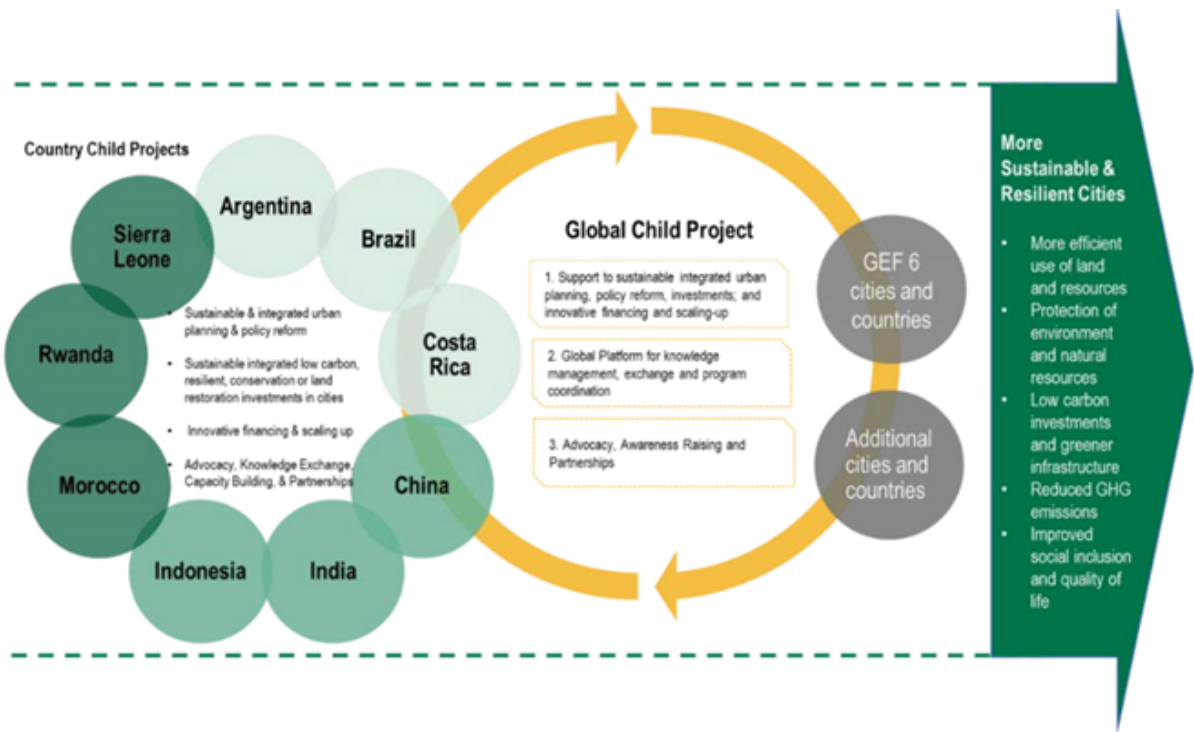 Country Child Projects
Argentina
Brazil
Costa
Rica
China
India
Indonesia
Morocco
Rwanda
Sierra
Leone
• Sustainable & integrated urban
planning & policy reform
• Sustainable integrated low carbon,
resilient, conservation or land
restoration investments in cities
• Innovative financing & scaling up
• Advocacy, Knowledge Exchange,
Capacity Building, & Partnerships
Global Child Project
1. Support to sustainable integrated urban
planning, policy reform, investments; and
innovative financing and scaling-up
2. Global Platform for knowledge
management, exchange and program
coordination
3. Advocacy, Awareness Raising and
Partnerships
GEF 6
cities and
countries
Additional
cities and
countries
More
Sustainable &
Resilient Cities
• More efficient
use of land
and resources
• Protection of
environment
and natural
resources
• Low carbon
investments
and greener
infrastructure
• Reduced GHG
emissions
• Improved
social inclusion
and quality of
life